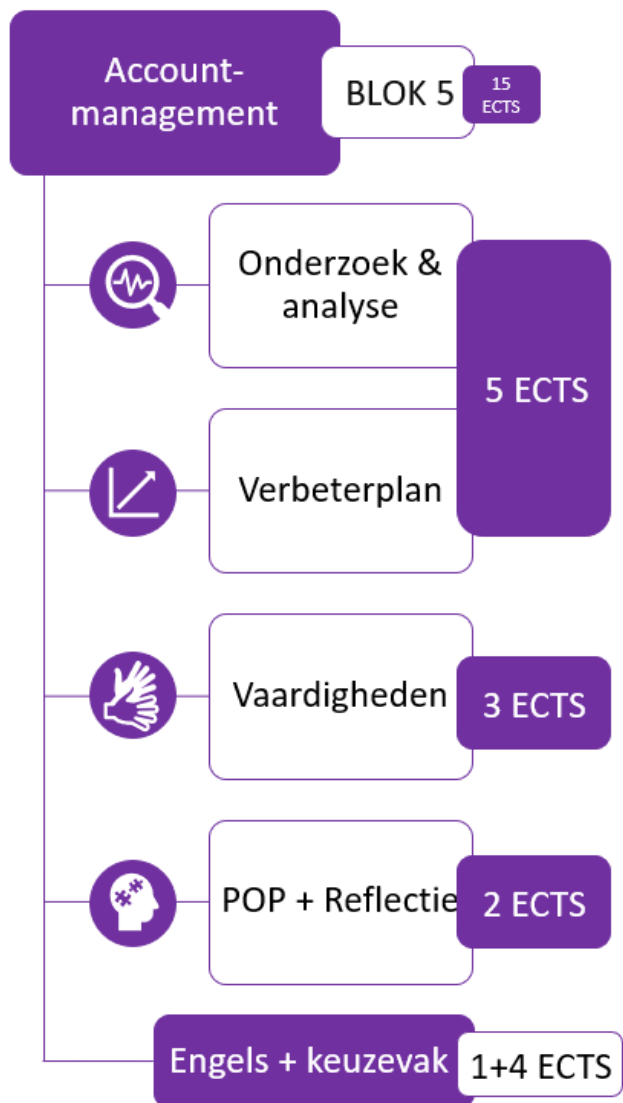 Account-
management
BLOK 5
15
ECTS
Onderzoek &
analyse
5 ECTS
Verbeterplan
Vaardigheden
3 ECTS
POP + Reflectie
2 ECTS
Engels + keuzevak
1+4 ECTS